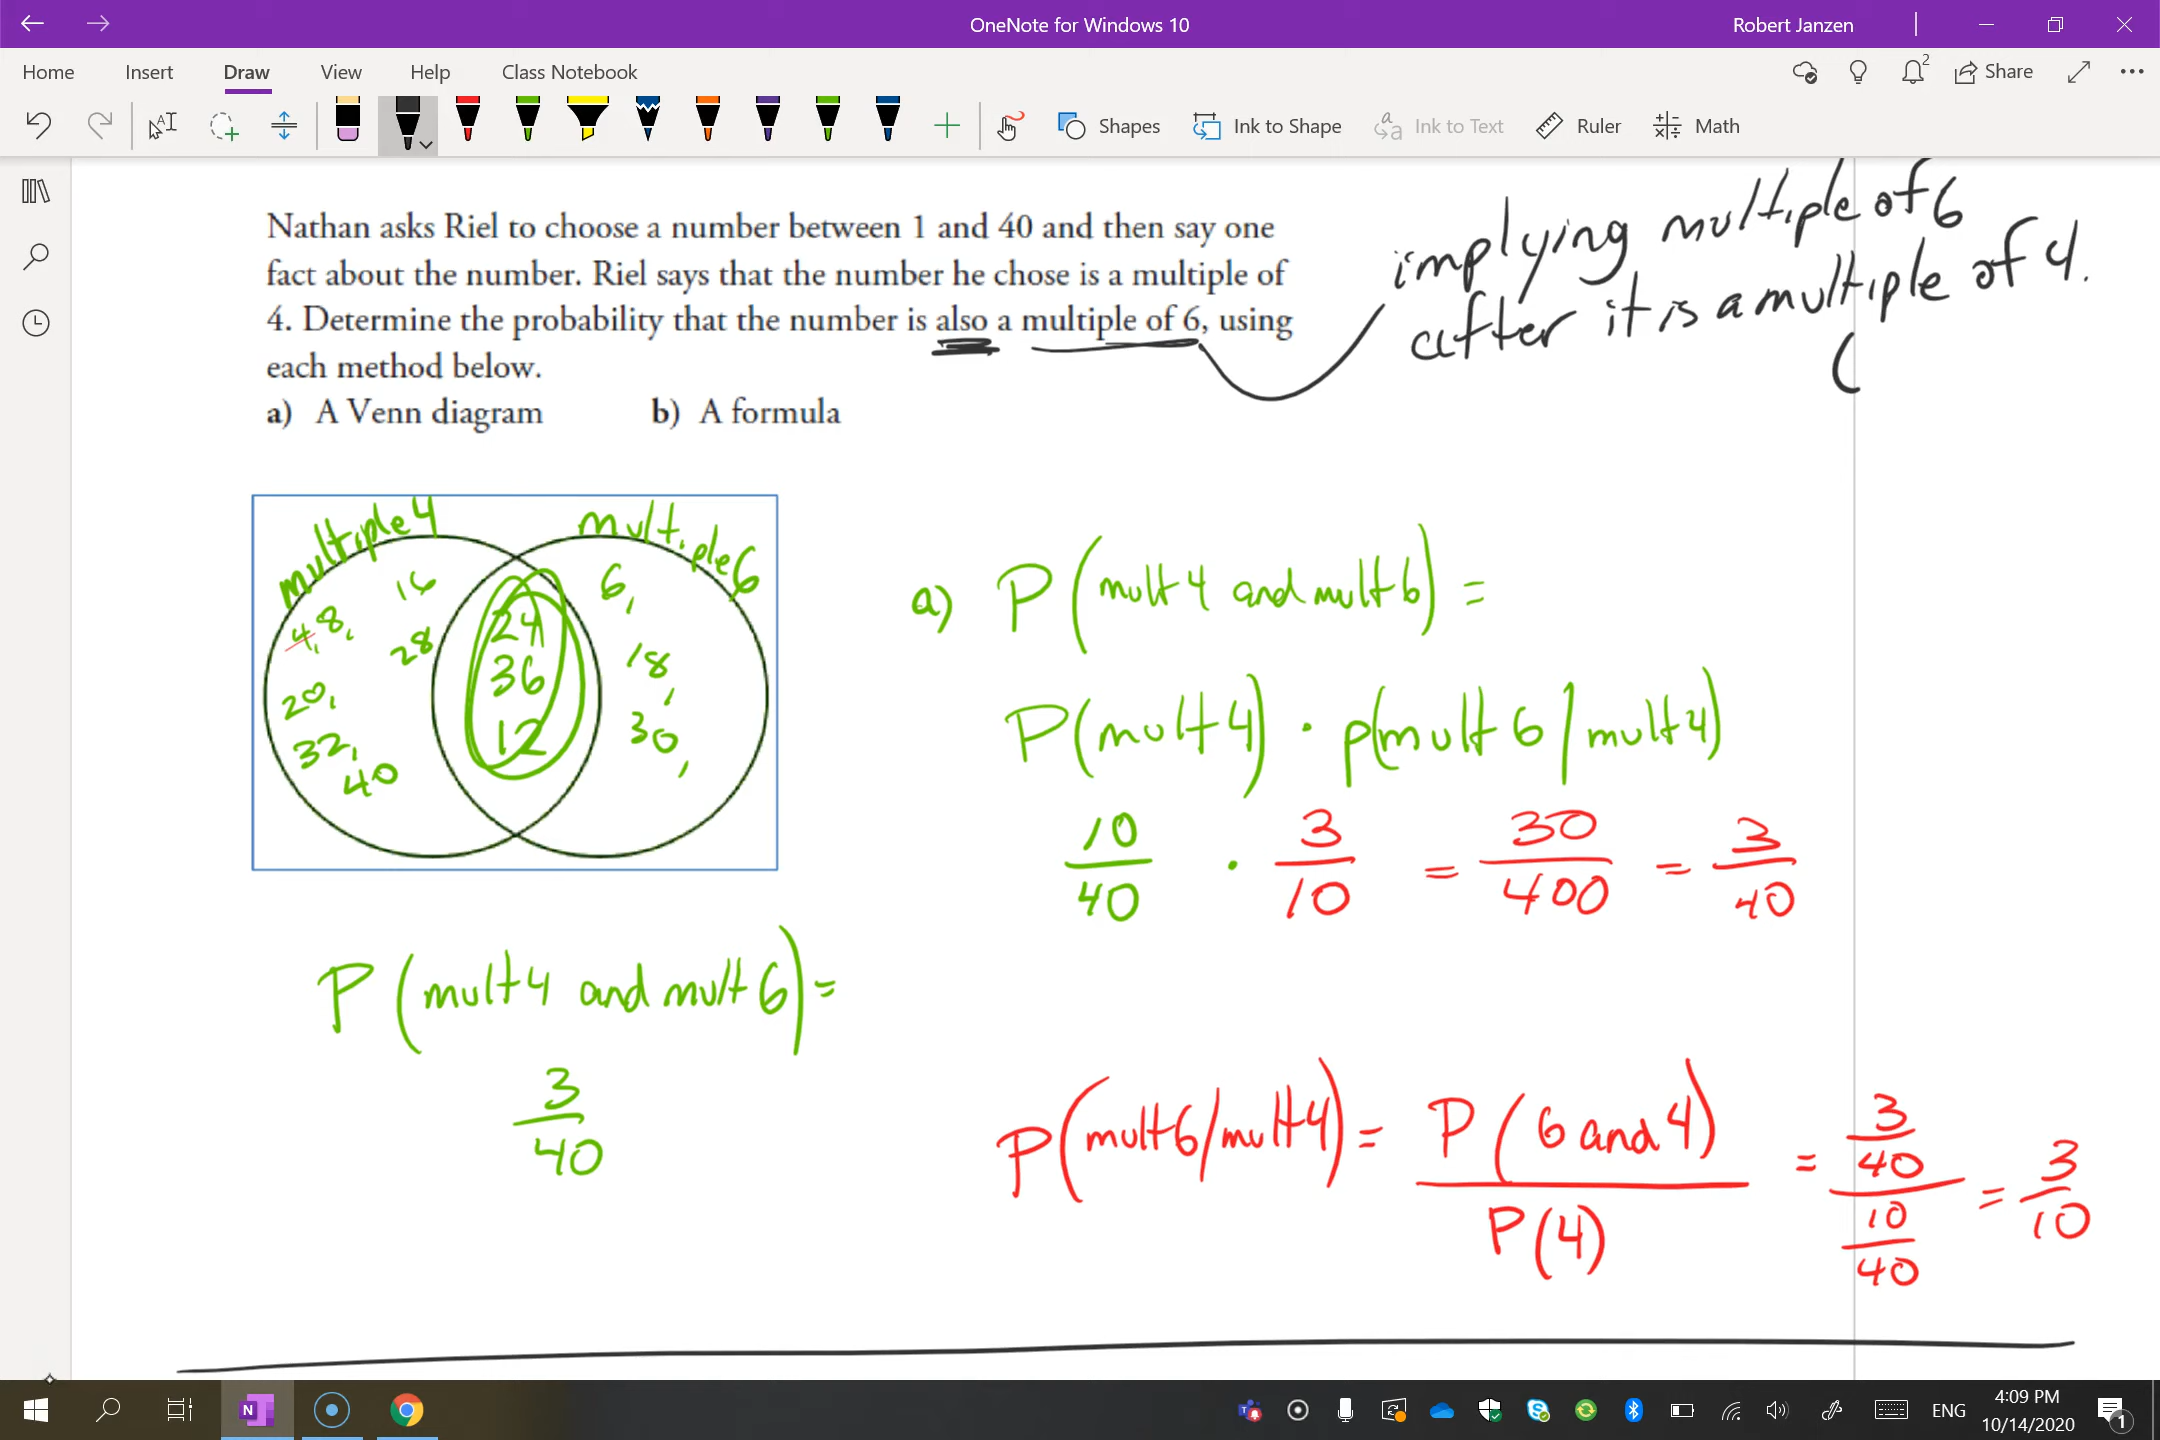 OneNote for Windows 10
Robert Janzen
Home Insert Draw View Help Class Notebook
2
Share
Shapes Ink to Shape Ink to Text Ruler Math
Nathan asks Riel to choose a number between 1 and 40 and then say one
fact about the number. Riel says that the number he chose is a multiple of
4. Determine the probability that the number is also a multiple of 6, using
each method below.
a) A Venn diagram b) A formula
implying multiple of 6
after it is a multiple of 4.
(
multiple 4
multiple 6
4, 8, 16
28
20,
32,
40
24
36
12
6,
18,
30,
a) P(mult 4 and mult 6) =
P(mult 4) · p(mult 6 / mult 4)
10/40 · 3/10 = 30/400 = 3/40
P(mult 4 and mult 6) =
3/40
P(mult 6 / mult 4) = P(6 and 4)/P(4) = 3/40 / 10/40 = 3/10
ENG
4:09 PM
10/14/2020
1